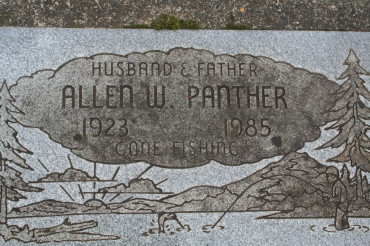 HUSBAND & FATHER
ALLEN W. PANTHER
1923 1985
"GONE FISHING"